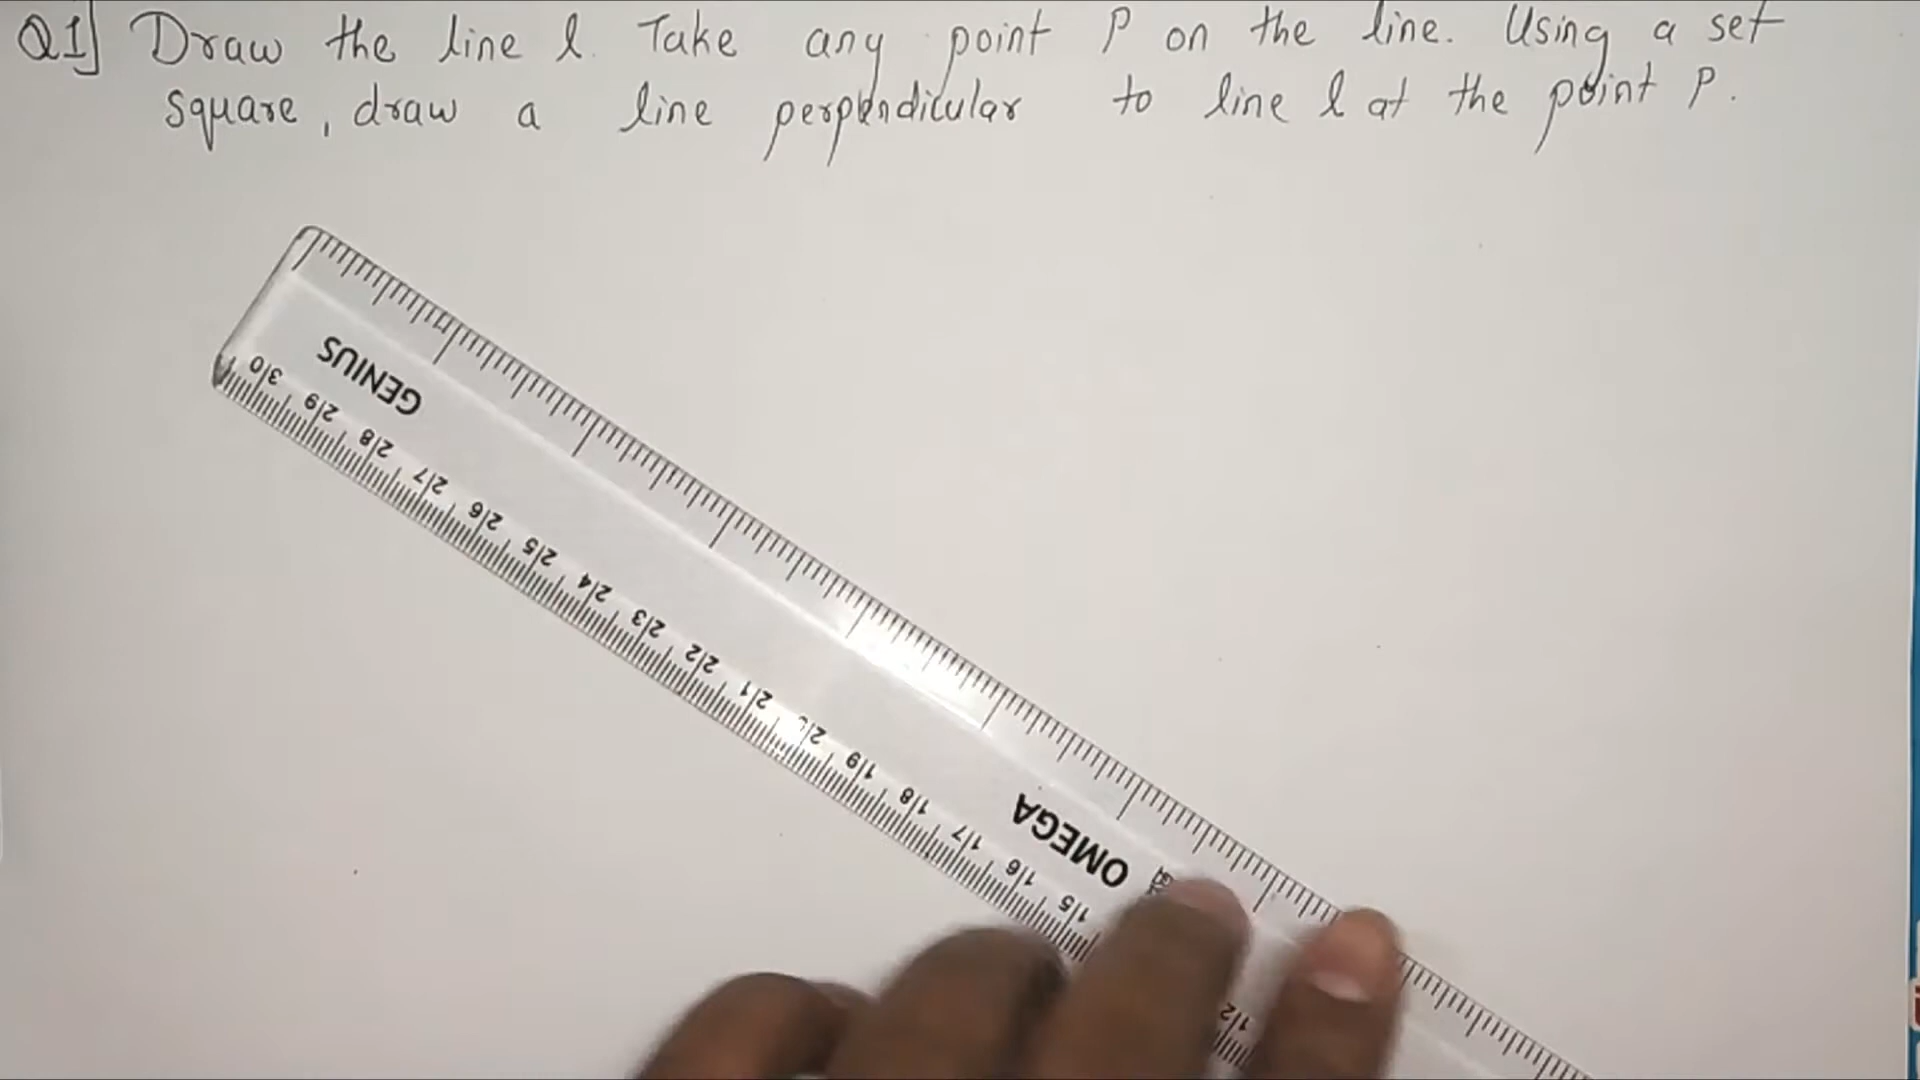 Q1] Draw the line l. Take any point P on the line. Using a set
square, draw a line perpendicular to line l at the point P.
GENIUS
30 29 28 27 26 25 24 23 22 21 20 19 18 17 16 15 12
OMEGA